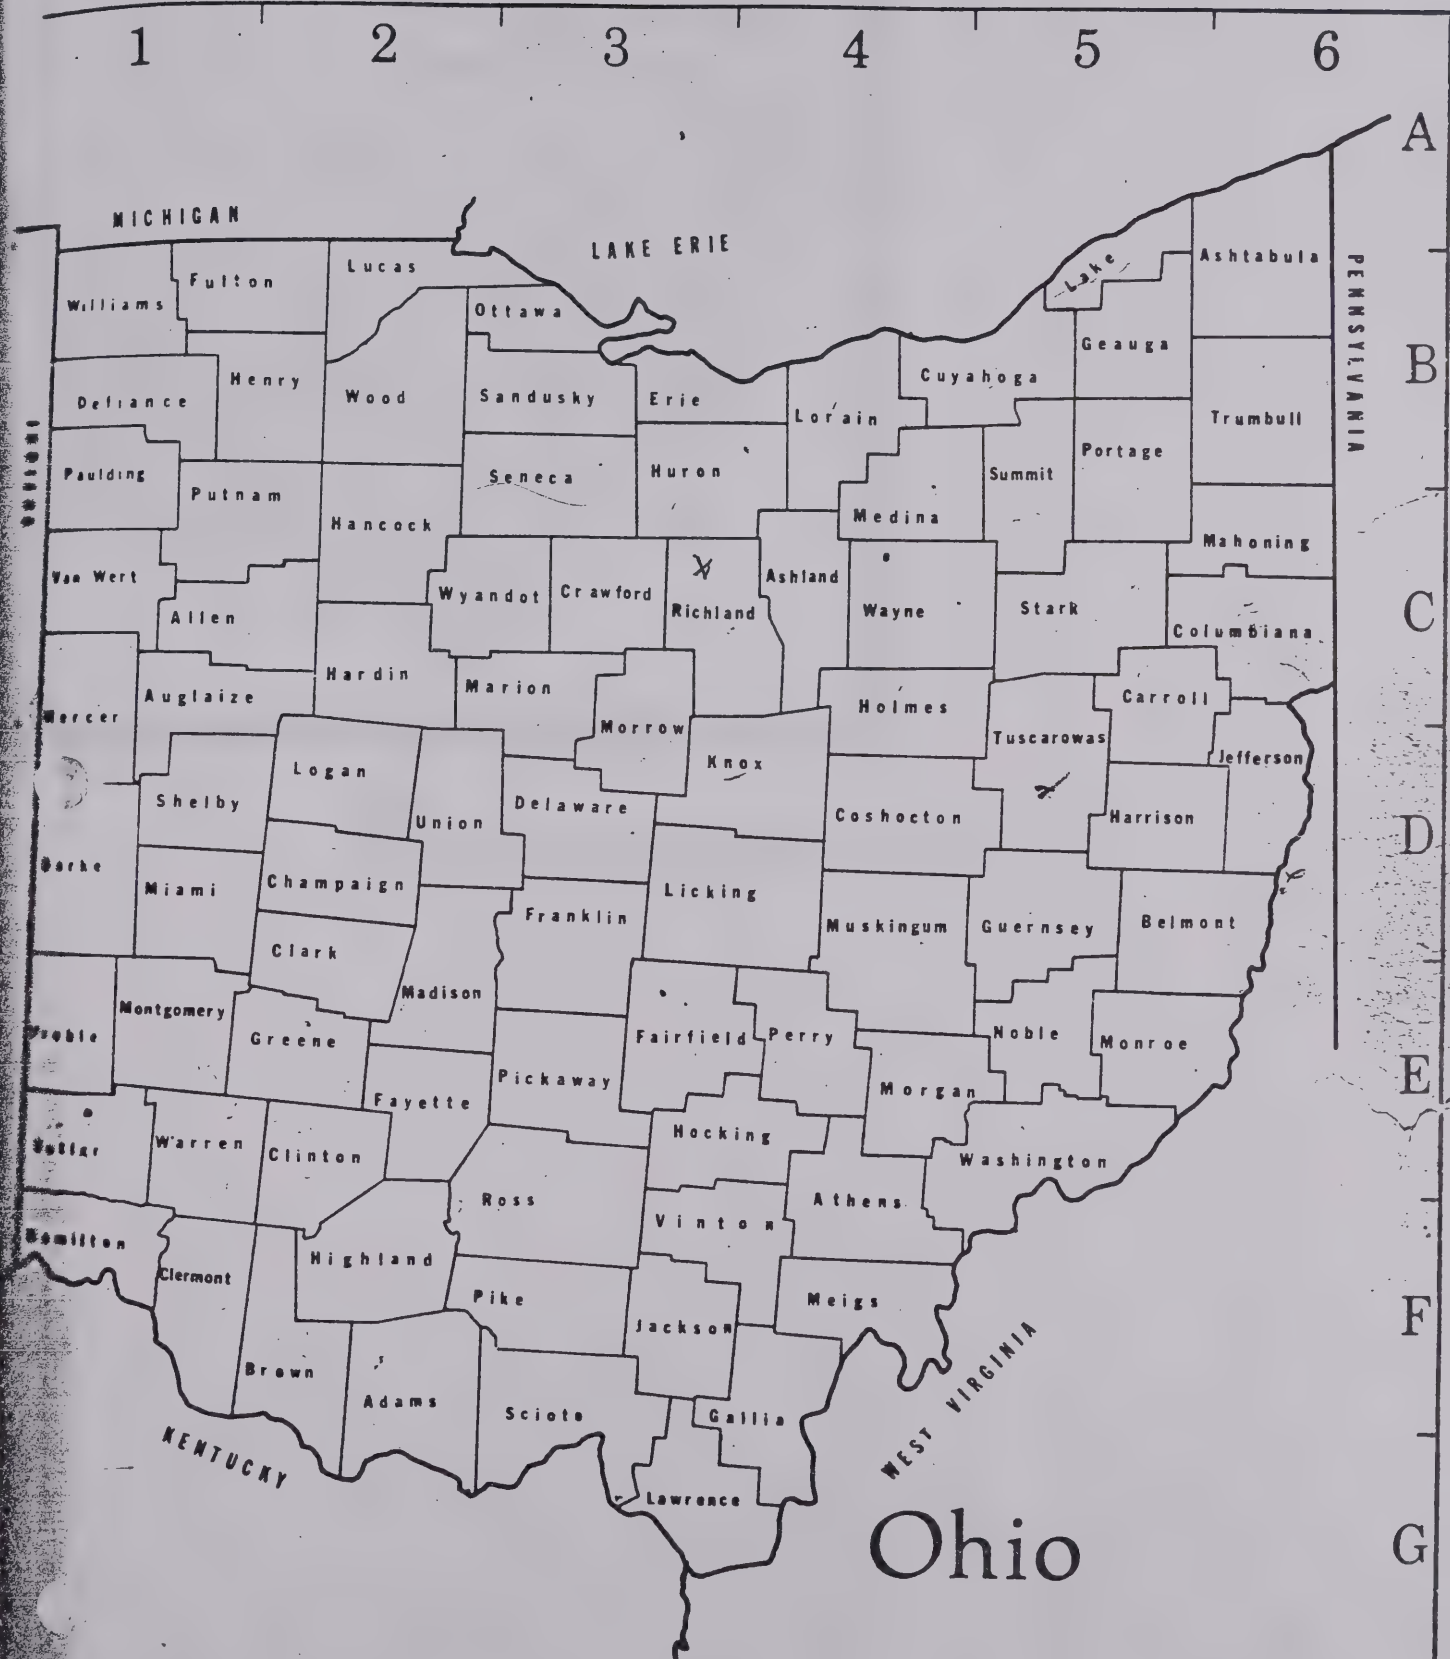 1 2 3 4 5 6
A
MICHIGAN
LAKE ERIE
Lake
Ashtabula
Williams
Fulton
Lucas
Ottawa
PENNSYLVANIA
B
Geauga
Cuyahoga
Defiance
Henry
Wood
Sandusky
Erie
Lorain
Trumbull
Paulding
Putnam
Seneca
Huron
Summit
Portage
Hancock
Medina
Mahoning
Van Wert
Allen
Wyandot
Crawford
Richland
Ashland
Wayne
Stark
Columbiana
C
Mercer
Auglaize
Hardin
Marion
Morrow
Holmes
Carroll
Tuscarawas
Jefferson
Logan
Knox
Shelby
Union
Delaware
Coshocton
Harrison
D
Darke
Miami
Champaign
Franklin
Licking
Muskingum
Guernsey
Belmont
Clark
Madison
Montgomery
Greene
Fairfield
Perry
Noble
Monroe
E
Preble
Fayette
Pickaway
Morgan
Butler
Warren
Clinton
Hocking
Washington
Ross
Athens
Vinton
Hamilton
Clermont
Highland
Pike
Jackson
Meigs
F
Brown
Adams
Scioto
Gallia
KENTUCKY
WEST VIRGINIA
Lawrence
Ohio
G